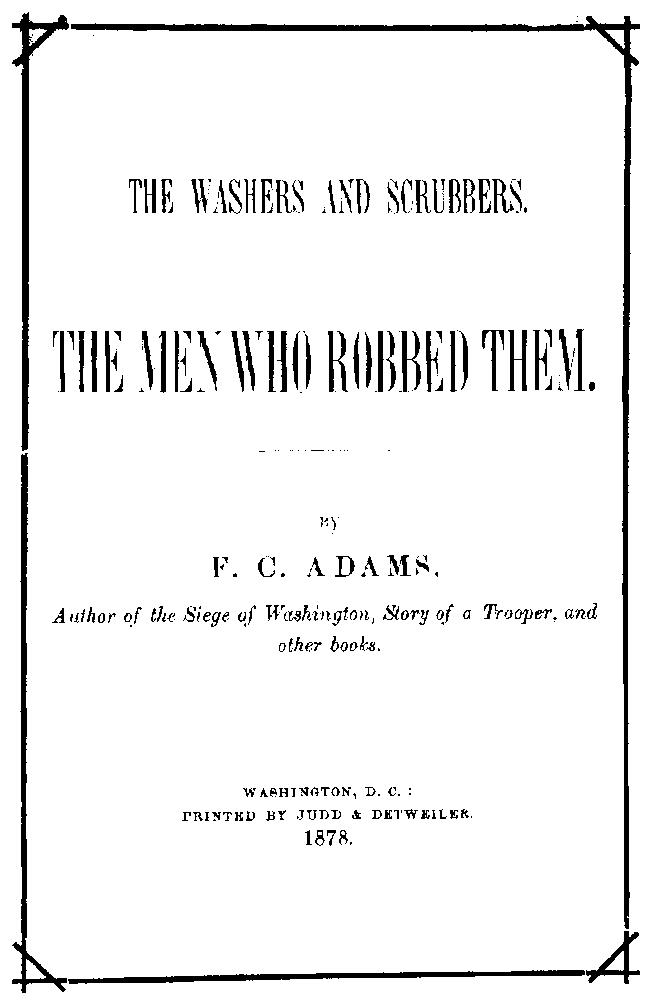 THE WASHERS AND SCRUBBERS.
THE MEN WHO ROBBED THEM.
BY
F. C. ADAMS,
Author of the Siege of Washington, Story of a Trooper, and
other books.
WASHINGTON, D. C. :
PRINTED BY JUDD & DETWEILER.
1878.